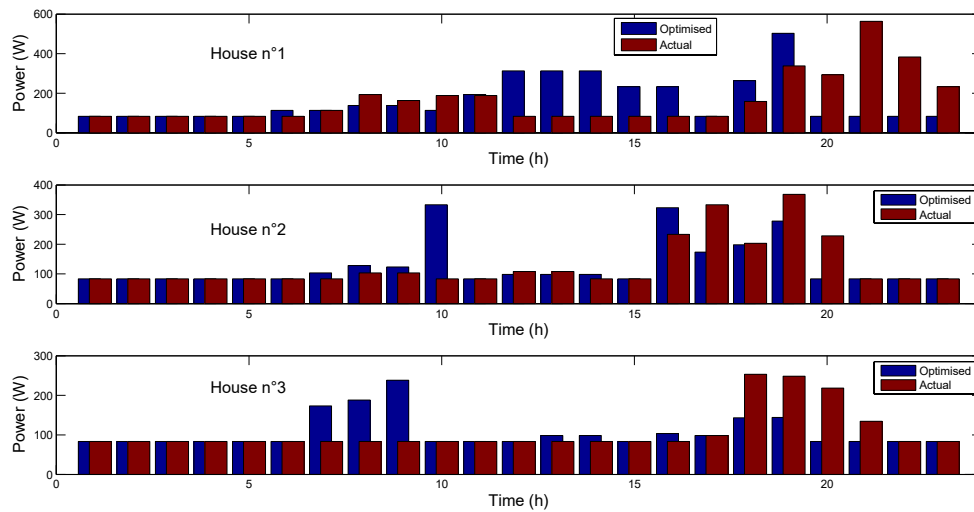 600
400
200
0
Power (W)
House n°1
Optimised
Actual
0 5 10 15 20
Time (h)
400
300
200
100
0
Power (W)
House n°2
Optimised
Actual
0 5 10 15 20
Time (h)
300
200
100
0
Power (W)
House n°3
Optimised
Actual
0 5 10 15 20
Time (h)